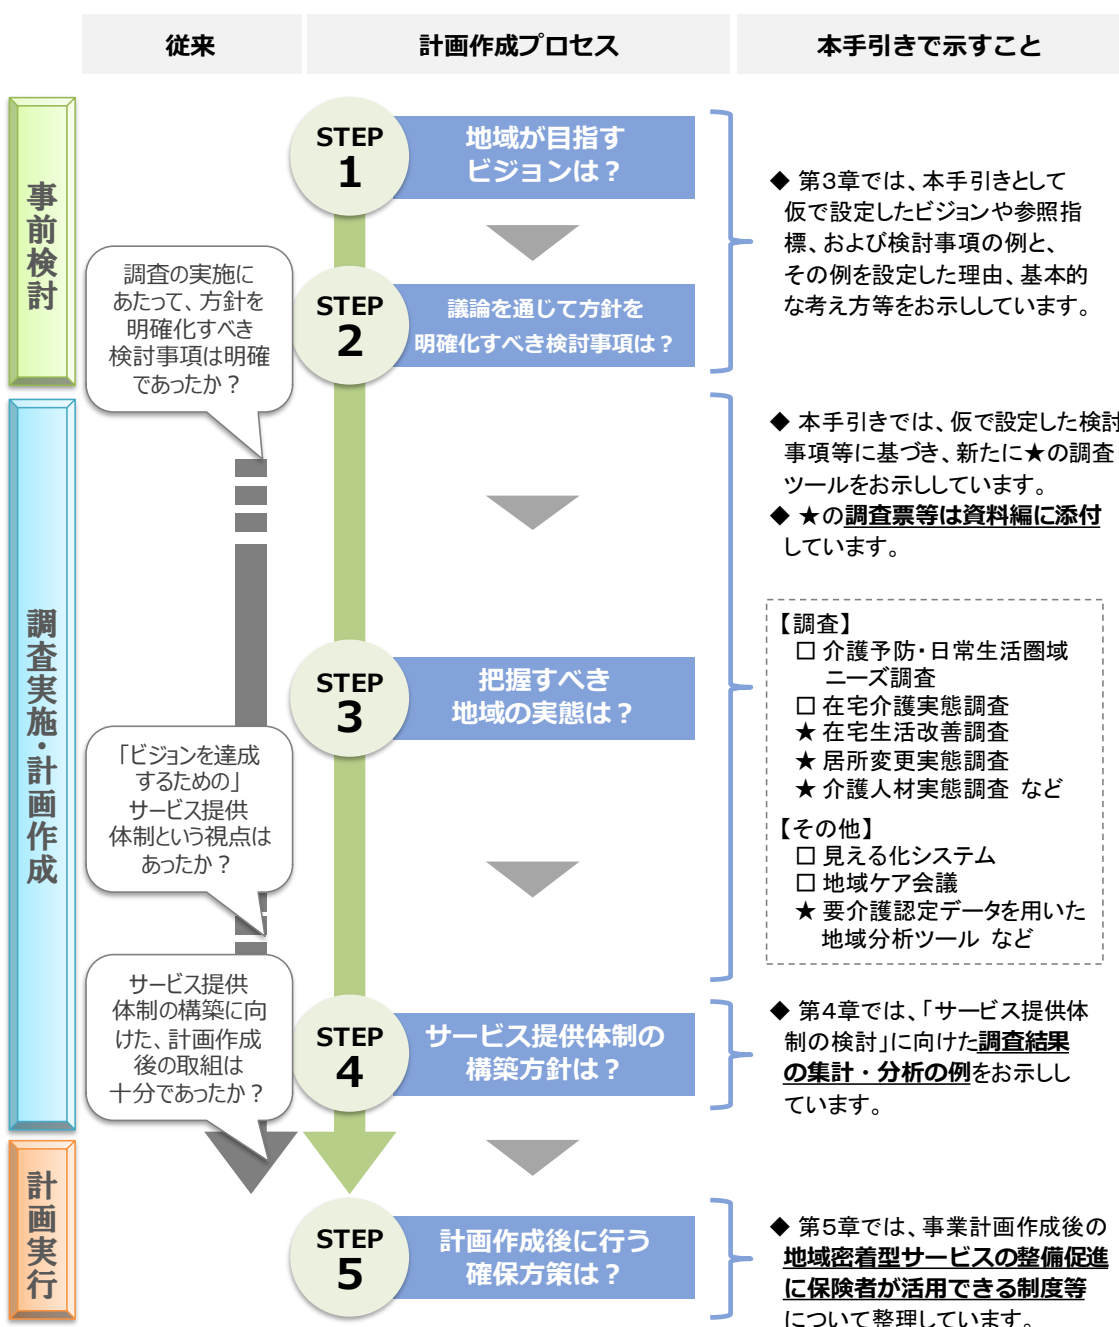 従来
計画作成プロセス
本手引きで示すこと
事前検討
STEP
1
地域が目指す
ビジョンは？
◆ 第3章では、本手引きとして
仮で設定したビジョンや参照指
標、および検討事項の例と、
その例を設定した理由、基本的
な考え方等をお示ししています。
調査の実施に
あたって、方針を
明確化すべき
検討事項は明確
であったか？
STEP
2
議論を通じて方針を
明確化すべき検討事項は？
調査実施・計画作成
◆ 本手引きでは、仮で設定した検討
事項等に基づき、新たに★の調査
ツールをお示ししています。
◆ ★の調査票等は資料編に添付
しています。
STEP
3
把握すべき
地域の実態は？
【調査】
□ 介護予防・日常生活圏域
ニーズ調査
□ 在宅介護実態調査
★ 在宅生活改善調査
★ 居所変更実態調査
★ 介護人材実態調査 など
【その他】
□ 見える化システム
□ 地域ケア会議
★ 要介護認定データを用いた
地域分析ツール など
「ビジョンを達成
するための」
サービス提供
体制という視点は
あったか？
サービス提供
体制の構築に向
けた、計画作成
後の取組は
十分であったか？
STEP
4
サービス提供体制の
構築方針は？
◆ 第4章では、「サービス提供体
制の検討」に向けた調査結果
の集計・分析の例をお示しし
ています。
計画実行
STEP
5
計画作成後に行う
確保方策は？
◆ 第5章では、事業計画作成後の
地域密着型サービスの整備促進
に保険者が活用できる制度等
について整理しています。